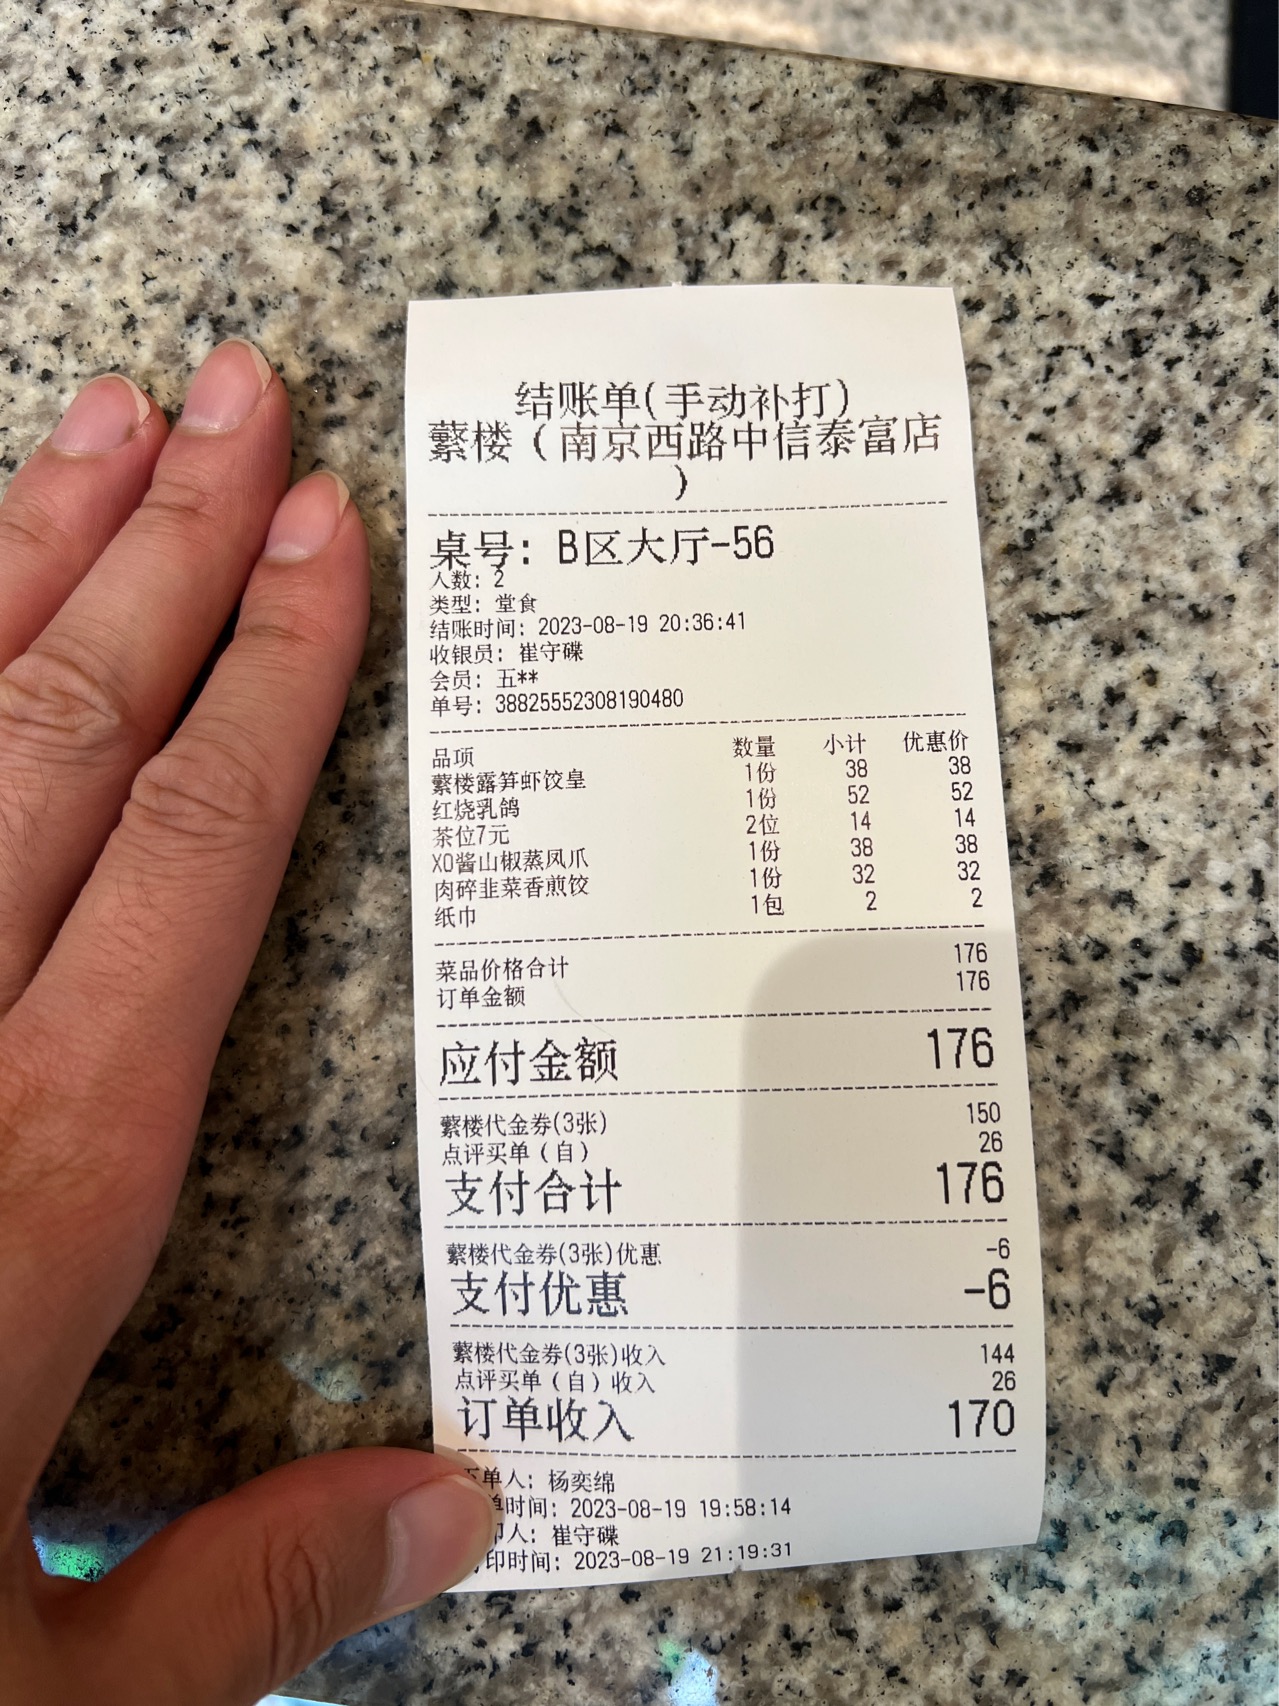 结账单(手动补打)
蘩楼（南京西路中信泰富店
）
桌号: B区大厅-56
人数: 2
类型: 堂食
结账时间: 2023-08-19 20:36:41
收银员: 崔守碟
会员: 五**
单号: 38825552308190480
品项 数量 小计 优惠价
蘩楼露笋虾饺皇 1份 38 38
红烧乳鸽 1份 52 52
茶位7元 2位 14 14
XO酱山椒蒸凤爪 1份 38 38
肉碎韭菜香煎饺 1份 32 32
纸巾 1包 2 2
菜品价格合计 176
订单金额 176
应付金额 176
蘩楼代金券(3张) 150
点评买单（自） 26
支付合计 176
蘩楼代金券(3张)优惠 -6
支付优惠 -6
蘩楼代金券(3张)收入 144
点评买单（自）收入 26
订单收入 170
下单人: 杨奕绵
单时间: 2023-08-19 19:58:14
印人: 崔守碟
印时间: 2023-08-19 21:19:31